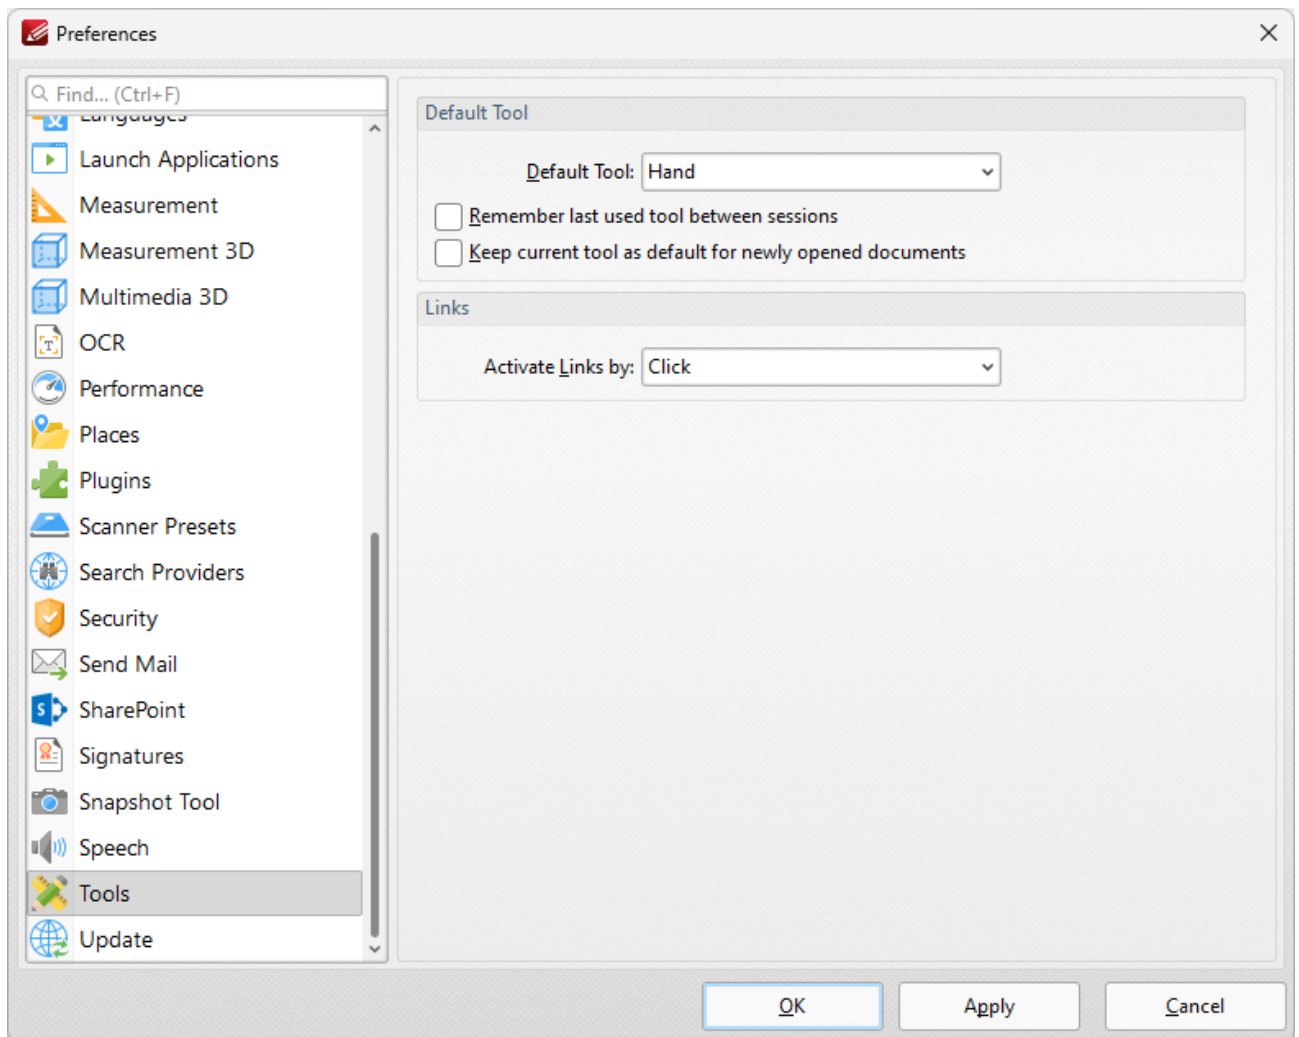 Preferences
Find... (Ctrl+F)
Languages
Launch Applications
Measurement
Measurement 3D
Multimedia 3D
OCR
Performance
Places
Plugins
Scanner Presets
Search Providers
Security
Send Mail
SharePoint
Signatures
Snapshot Tool
Speech
Tools
Update
Default Tool
Default Tool: Hand
Remember last used tool between sessions
Keep current tool as default for newly opened documents
Links
Activate Links by: Click
OK Apply Cancel